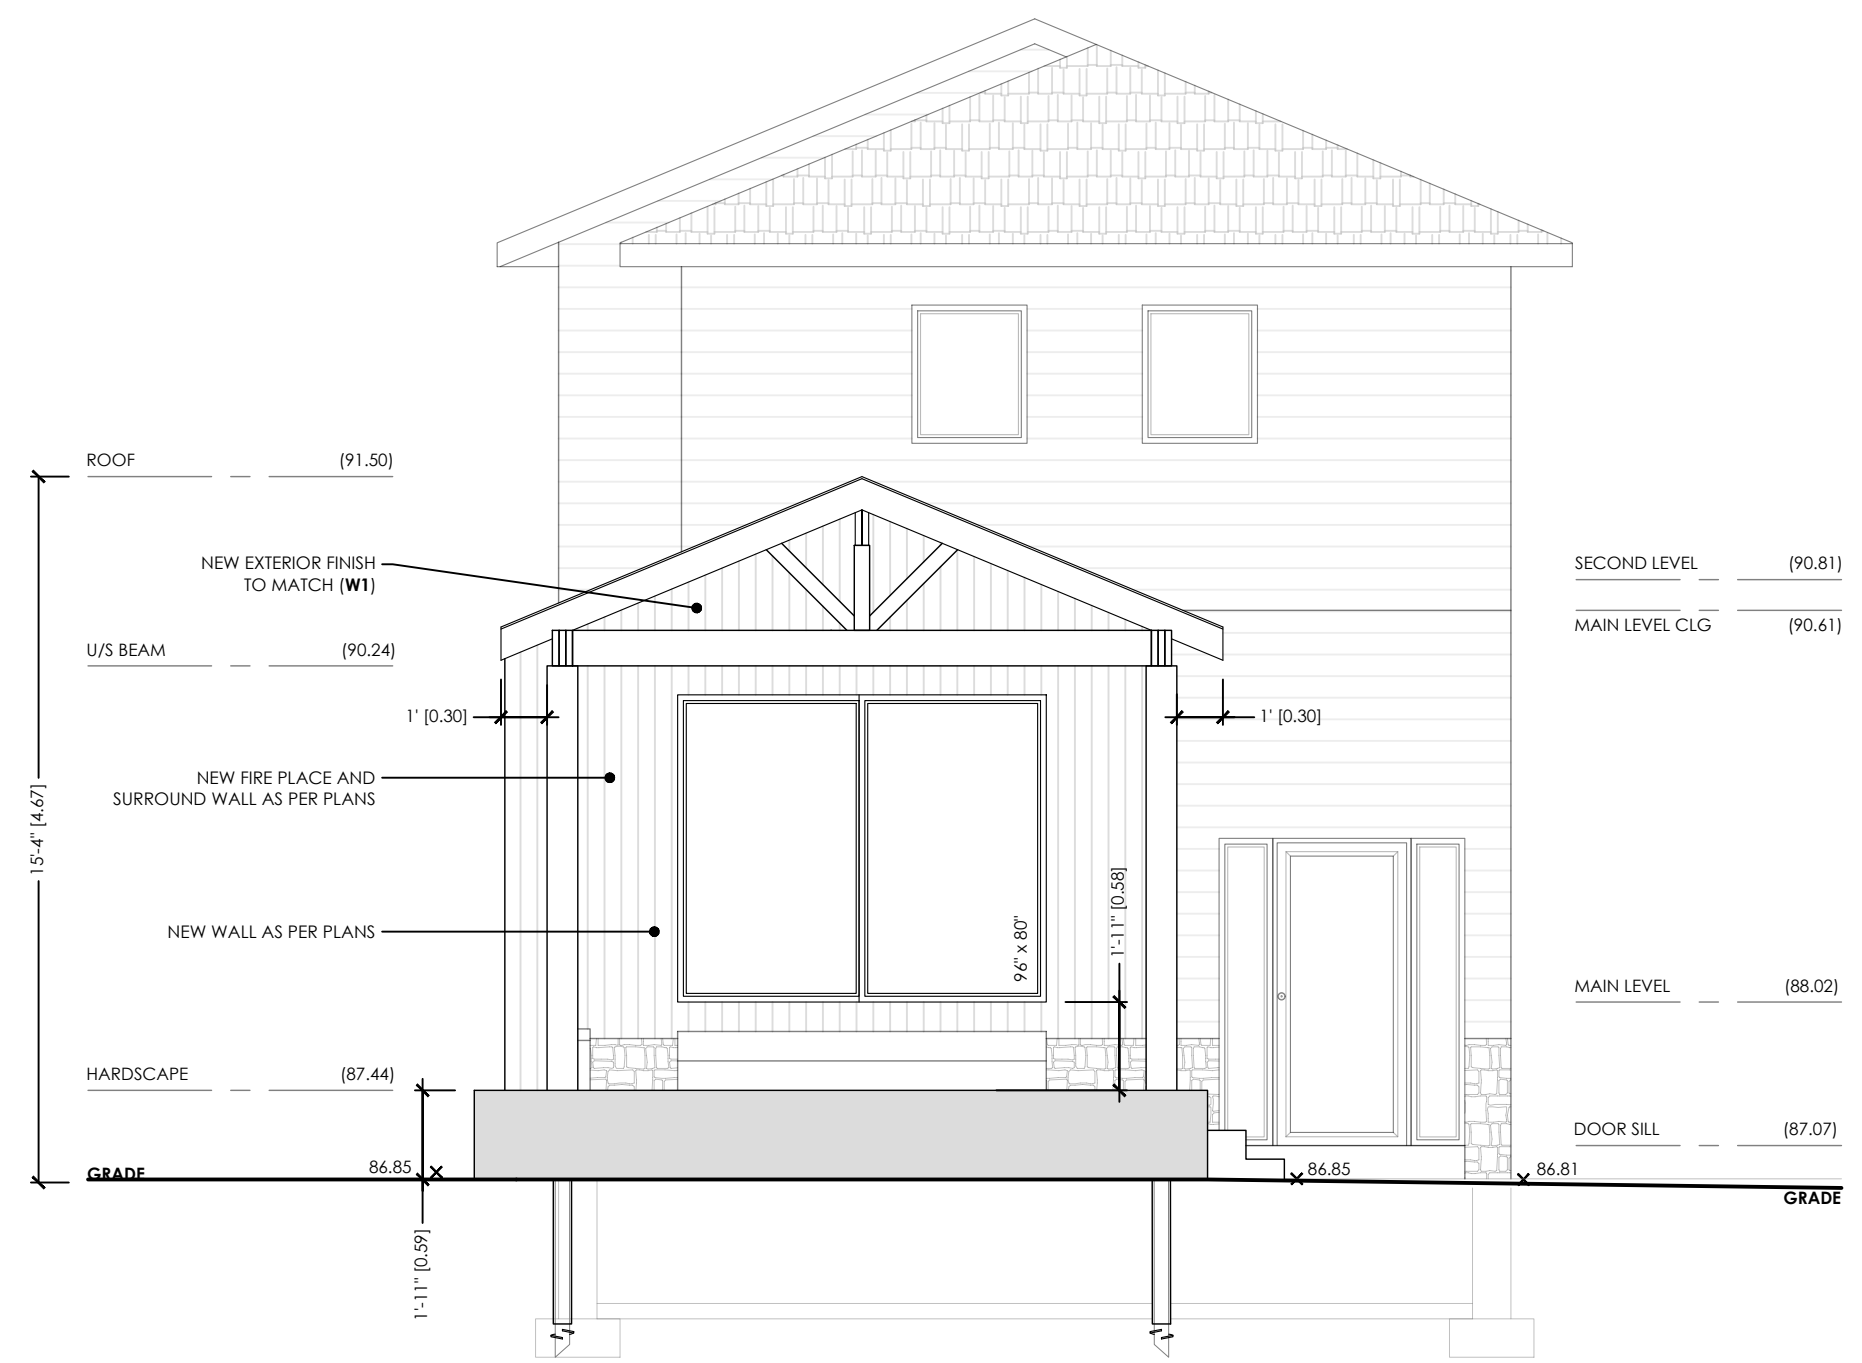 ROOF (91.50)
NEW EXTERIOR FINISH
TO MATCH (W1)
SECOND LEVEL (90.81)
MAIN LEVEL CLG (90.61)
U/S BEAM (90.24)
1' [0.30]
1' [0.30]
NEW FIRE PLACE AND
SURROUND WALL AS PER PLANS
15'-4" [4.67]
1'-11" [0.58]
96" x 80"
NEW WALL AS PER PLANS
MAIN LEVEL (88.02)
HARDSCAPE (87.44)
DOOR SILL (87.07)
GRADE 86.85
86.85
86.81
GRADE
1'-11" [0.59]